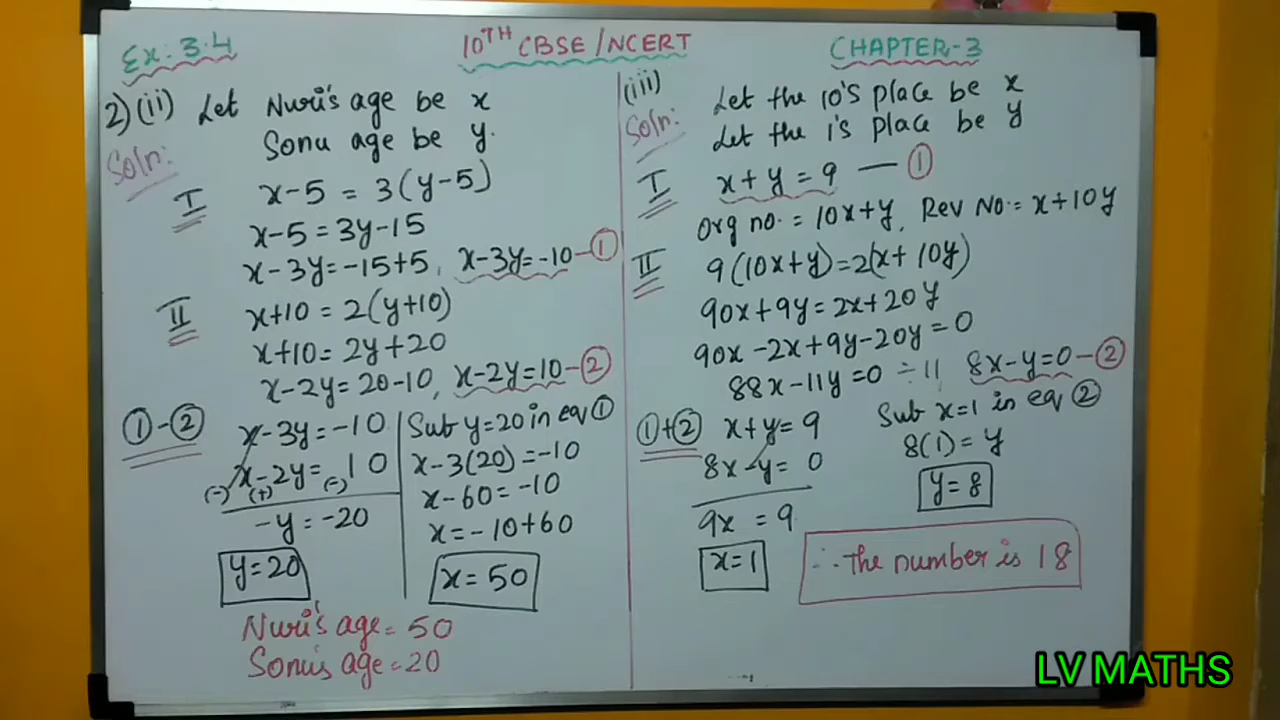 Ex: 3.4
10TH CBSE/NCERT
CHAPTER-3
2)(ii) Let Nuri's age be x
Sonu age be y.
Soln:
I x-5 = 3(y-5)
x-5 = 3y-15
x-3y = -15+5, x-3y=-10-①
II x+10 = 2(y+10)
x+10 = 2y+20
x-2y = 20-10, x-2y=10-②
①-② x-3y = -10
x-2y = 10
(-) (+) (-)
-y = -20
y=20
Sub y=20 in eq ①
x-3(20) = -10
x-60 = -10
x = -10+60
x = 50
Nuri's age = 50
Sonu's age = 20
(iii) Let the 10's place be x
Soln: Let the 1's place be y
I x+y = 9 — ①
Org no. = 10x+y, Rev No. = x+10y
II 9(10x+y)=2(x+10y)
90x+9y=2x+20y
90x-2x+9y-20y=0
88x-11y=0 ÷11 8x-y=0-②
①+② x+y = 9
8x-y = 0
9x = 9
x=1
Sub x=1 in eq ②
8(1) = y
y=8
∴ The number is 18
LV MATHS